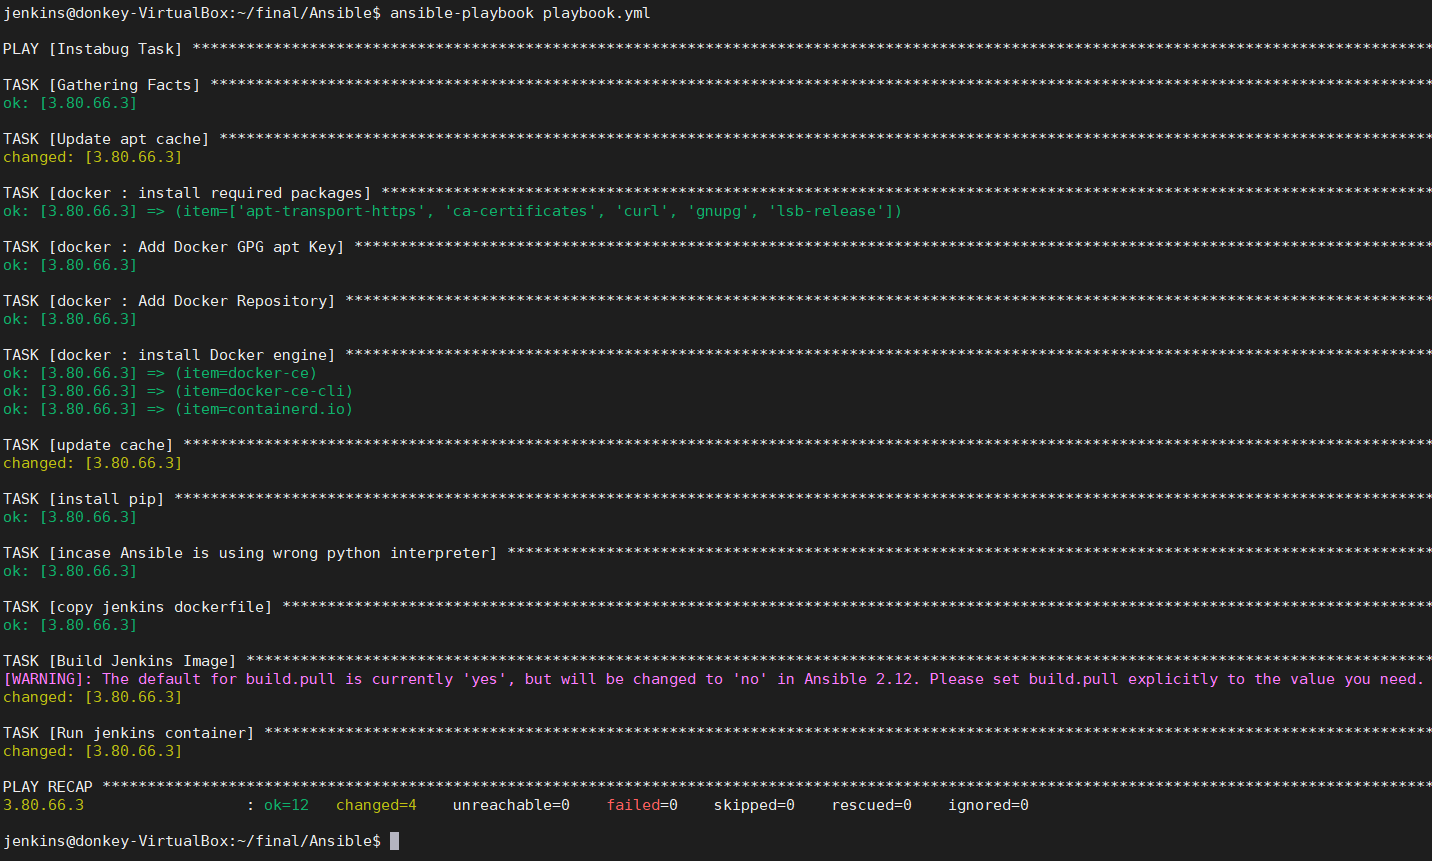 jenkins@donkey-VirtualBox:~/final/Ansible$ ansible-playbook playbook.yml
PLAY [Instabug Task] ******************************************************************************************************************************************
TASK [Gathering Facts] ****************************************************************************************************************************************
ok: [3.80.66.3]
TASK [Update apt cache] ***************************************************************************************************************************************
changed: [3.80.66.3]
TASK [docker : install required packages] *********************************************************************************************************************
ok: [3.80.66.3] => (item=['apt-transport-https', 'ca-certificates', 'curl', 'gnupg', 'lsb-release'])
TASK [docker : Add Docker GPG apt Key] ************************************************************************************************************************
ok: [3.80.66.3]
TASK [docker : Add Docker Repository] *************************************************************************************************************************
ok: [3.80.66.3]
TASK [docker : install Docker engine] *************************************************************************************************************************
ok: [3.80.66.3] => (item=docker-ce)
ok: [3.80.66.3] => (item=docker-ce-cli)
ok: [3.80.66.3] => (item=containerd.io)
TASK [update cache] *******************************************************************************************************************************************
changed: [3.80.66.3]
TASK [install pip] ********************************************************************************************************************************************
ok: [3.80.66.3]
TASK [incase Ansible is using wrong python interpreter] *******************************************************************************************************
ok: [3.80.66.3]
TASK [copy jenkins dockerfile] ********************************************************************************************************************************
ok: [3.80.66.3]
TASK [Build Jenkins Image] ************************************************************************************************************************************
[WARNING]: The default for build.pull is currently 'yes', but will be changed to 'no' in Ansible 2.12. Please set build.pull explicitly to the value you need.
changed: [3.80.66.3]
TASK [Run jenkins container] **********************************************************************************************************************************
changed: [3.80.66.3]
PLAY RECAP ****************************************************************************************************************************************************
3.80.66.3                  : ok=12   changed=4    unreachable=0    failed=0    skipped=0    rescued=0    ignored=0
jenkins@donkey-VirtualBox:~/final/Ansible$